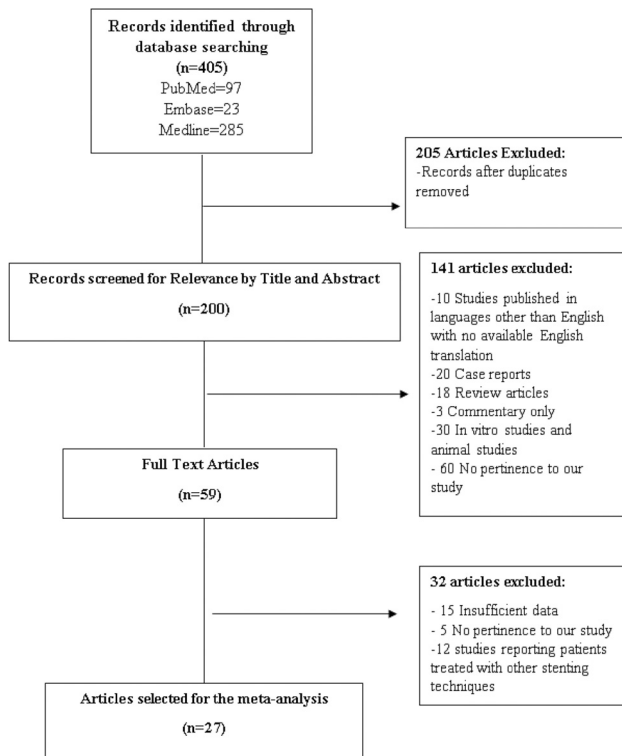 Records identified through
database searching
(n=405)
PubMed=97
Embase=23
Medline=285
205 Articles Excluded:
-Records after duplicates
removed
Records screened for Relevance by Title and Abstract
(n=200)
141 articles excluded:
-10 Studies published in
languages other than English
with no available English
translation
-20 Case reports
-18 Review articles
-3 Commentary only
-30 In vitro studies and
animal studies
- 60 No pertinence to our
study
Full Text Articles
(n=59)
32 articles excluded:
- 15 Insufficient data
- 5 No pertinence to our study
-12 studies reporting patients
treated with other stenting
techniques
Articles selected for the meta-analysis
(n=27)